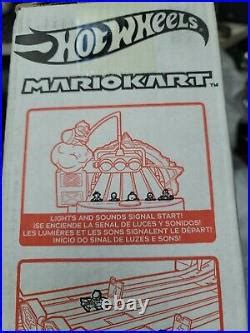 HOT WHEELS
MARIOKART™
LIGHTS AND SOUNDS SIGNAL START!
¡SE ENCIENDE LA SEÑAL DE LUCES Y SONIDOS!
LES LUMIÈRES ET LES SONS SIGNALENT LE DÉPART!
INÍCIO DO SINAL DE LUZES E SONS!